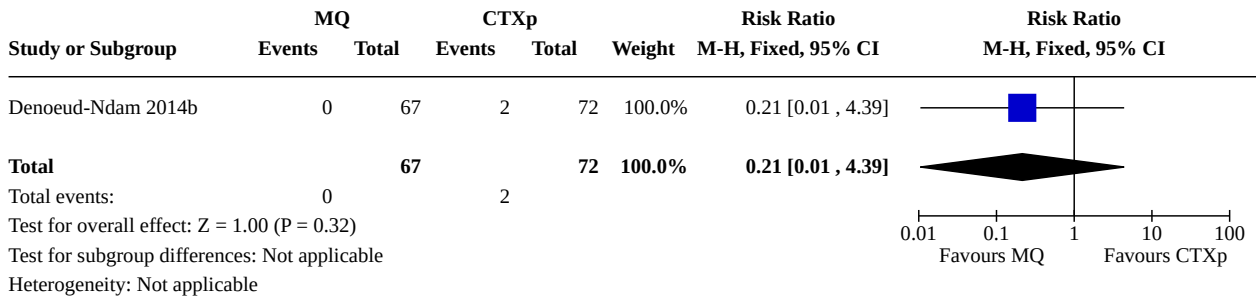 MQ CTXp Risk Ratio Risk Ratio
Study or Subgroup Events Total Events Total Weight M-H, Fixed, 95% CI M-H, Fixed, 95% CI
Denoeud-Ndam 2014b 0 67 2 72 100.0% 0.21 [0.01 , 4.39]
Total 67 72 100.0% 0.21 [0.01 , 4.39]
Total events: 0 2
Test for overall effect: Z = 1.00 (P = 0.32)
0.01 0.1 1 10 100
Test for subgroup differences: Not applicable
Favours MQ Favours CTXp
Heterogeneity: Not applicable